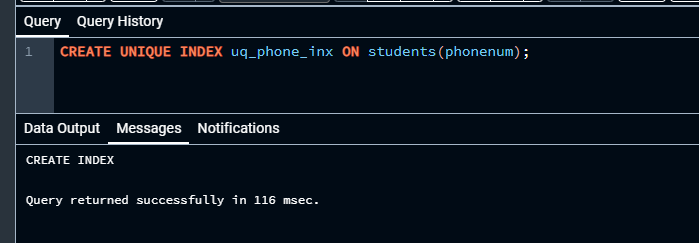 Query Query History
1 CREATE UNIQUE INDEX uq_phone_inx ON students(phonenum);
Data Output Messages Notifications
CREATE INDEX
Query returned successfully in 116 msec.